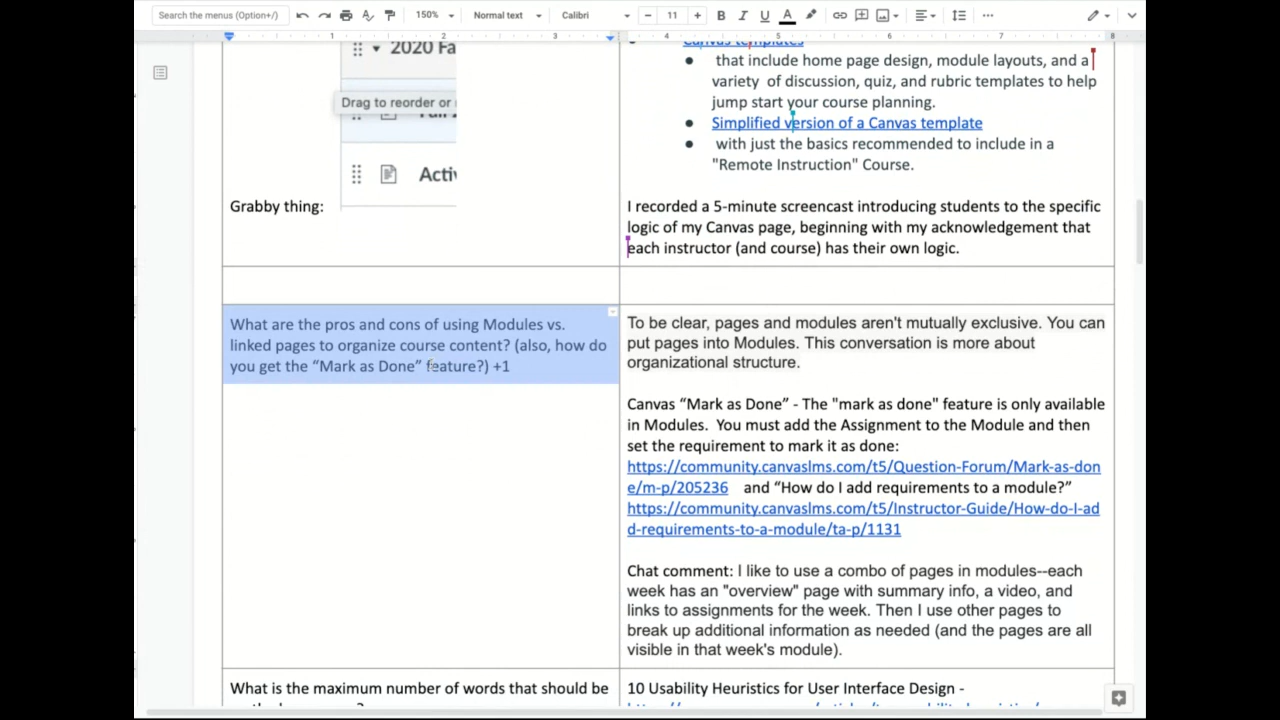 Search the menus (Option+/)
150%
Normal text
Calibri
11
B I U A
1 2 3 4 5 6 7 8
2020 Fa
Drag to reorder or
Activ
Grabby thing:
Canvas templates
that include home page design, module layouts, and a
variety of discussion, quiz, and rubric templates to help
jump start your course planning.
Simplified version of a Canvas template
with just the basics recommended to include in a
"Remote Instruction" Course.
I recorded a 5-minute screencast introducing students to the specific
logic of my Canvas page, beginning with my acknowledgement that
each instructor (and course) has their own logic.
What are the pros and cons of using Modules vs.
linked pages to organize course content? (also, how do
you get the “Mark as Done” feature?) +1
To be clear, pages and modules aren't mutually exclusive. You can
put pages into Modules. This conversation is more about
organizational structure.
Canvas “Mark as Done” - The "mark as done" feature is only available
in Modules. You must add the Assignment to the Module and then
set the requirement to mark it as done:
https://community.canvaslms.com/t5/Question-Forum/Mark-as-don
e/m-p/205236 and “How do I add requirements to a module?”
https://community.canvaslms.com/t5/Instructor-Guide/How-do-I-ad
d-requirements-to-a-module/ta-p/1131
Chat comment: I like to use a combo of pages in modules--each
week has an "overview" page with summary info, a video, and
links to assignments for the week. Then I use other pages to
break up additional information as needed (and the pages are all
visible in that week's module).
What is the maximum number of words that should be
10 Usability Heuristics for User Interface Design -